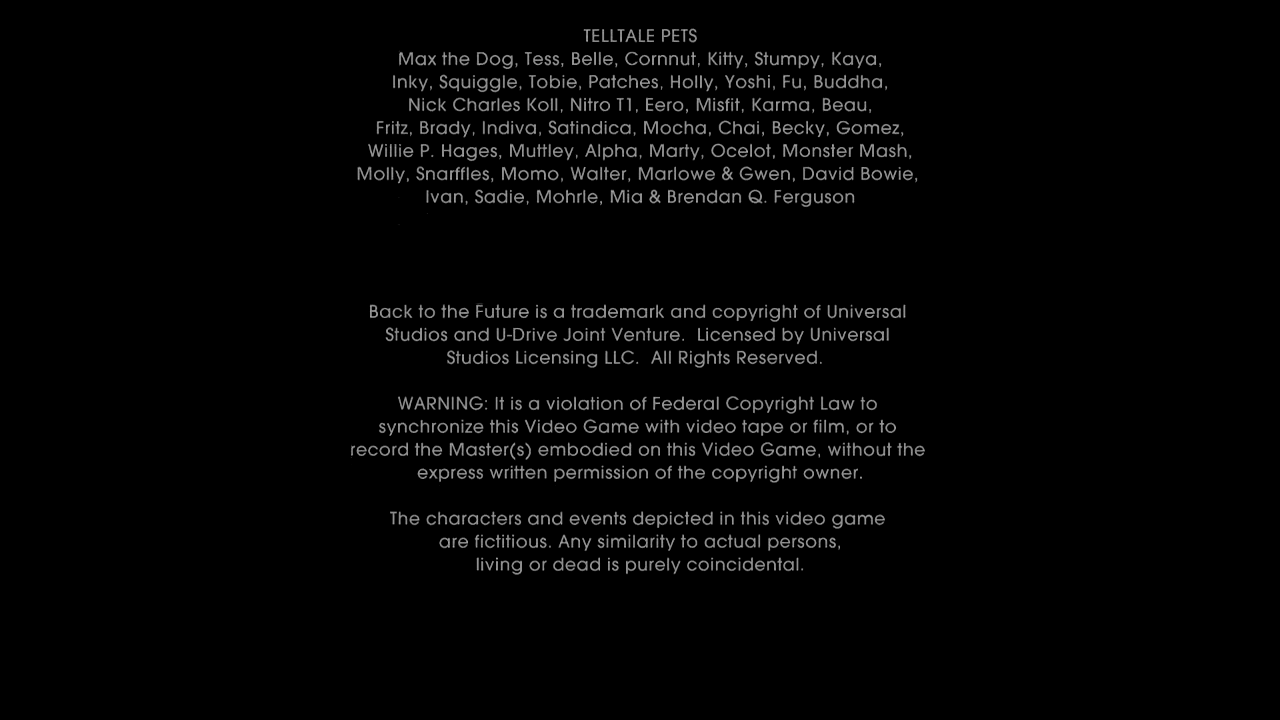 TELLTALE PETS
Max the Dog, Tess, Belle, Cornnut, Kitty, Stumpy, Kaya,
Inky, Squiggle, Tobie, Patches, Holly, Yoshi, Fu, Buddha,
Nick Charles Koll, Nitro T1, Eero, Misfit, Karma, Beau,
Fritz, Brady, Indiva, Satindica, Mocha, Chai, Becky, Gomez,
Willie P. Hages, Muttley, Alpha, Marty, Ocelot, Monster Mash,
Molly, Snarffles, Momo, Walter, Marlowe & Gwen, David Bowie,
Ivan, Sadie, Mohrle, Mia & Brendan Q. Ferguson
Back to the Future is a trademark and copyright of Universal
Studios and U-Drive Joint Venture.  Licensed by Universal
Studios Licensing LLC.  All Rights Reserved.
WARNING: It is a violation of Federal Copyright Law to
synchronize this Video Game with video tape or film, or to
record the Master(s) embodied on this Video Game, without the
express written permission of the copyright owner.
The characters and events depicted in this video game
are fictitious. Any similarity to actual persons,
living or dead is purely coincidental.